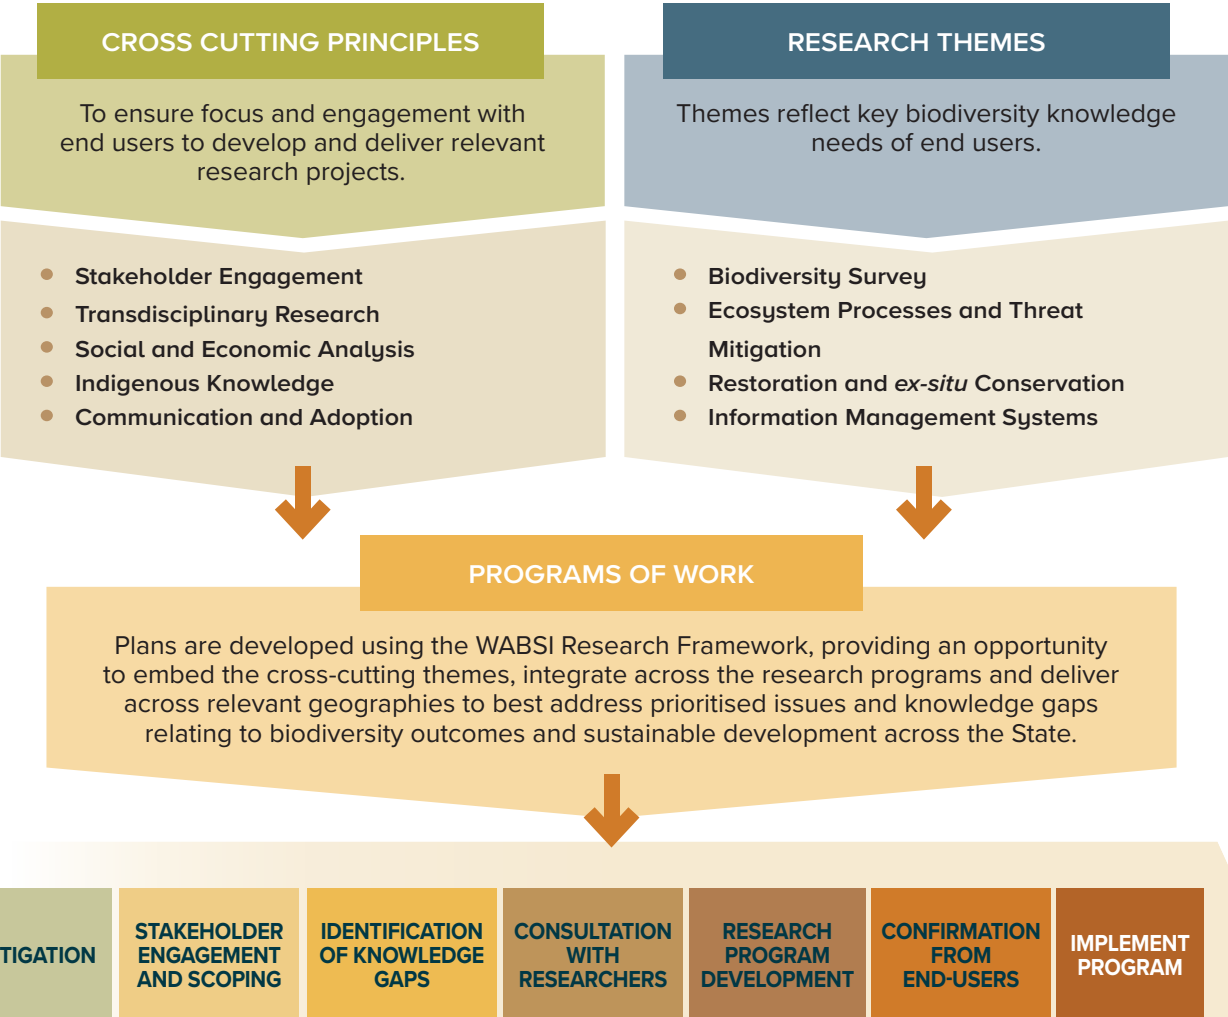 CROSS CUTTING PRINCIPLES
To ensure focus and engagement with
end users to develop and deliver relevant
research projects.
Stakeholder Engagement
Transdisciplinary Research
Social and Economic Analysis
Indigenous Knowledge
Communication and Adoption
RESEARCH THEMES
Themes reflect key biodiversity knowledge
needs of end users.
Biodiversity Survey
Ecosystem Processes and Threat
Mitigation
Restoration and ex-situ Conservation
Information Management Systems
PROGRAMS OF WORK
Plans are developed using the WABSI Research Framework, providing an opportunity
to embed the cross-cutting themes, integrate across the research programs and deliver
across relevant geographies to best address prioritised issues and knowledge gaps
relating to biodiversity outcomes and sustainable development across the State.
TIGATION
STAKEHOLDER
ENGAGEMENT
AND SCOPING
IDENTIFICATION
OF KNOWLEDGE
GAPS
CONSULTATION
WITH
RESEARCHERS
RESEARCH
PROGRAM
DEVELOPMENT
CONFIRMATION
FROM
END-USERS
IMPLEMENT
PROGRAM